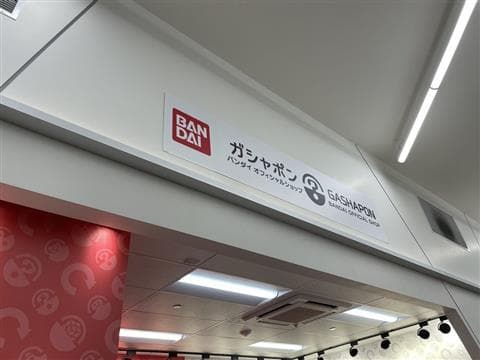 BAN
DAI
ガシャポン
バンダイ オフィシャルショップ
GASHAPON
BANDAI OFFICIAL SHOP